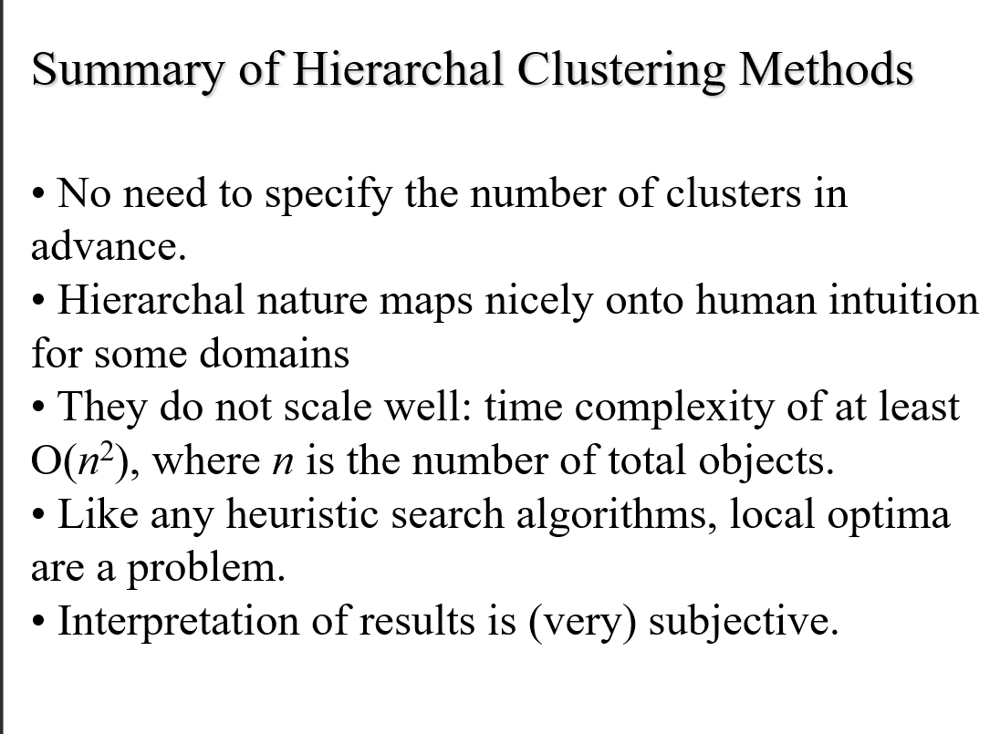 Summary of Hierarchal Clustering Methods
• No need to specify the number of clusters in
advance.
• Hierarchal nature maps nicely onto human intuition
for some domains
• They do not scale well: time complexity of at least
O(n²), where n is the number of total objects.
• Like any heuristic search algorithms, local optima
are a problem.
• Interpretation of results is (very) subjective.